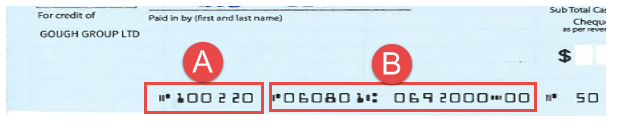 For credit of
GOUGH GROUP LTD
Paid in by (first and last name)
Sub Total Cas
Cheque
as per rever
$
A
B
⑈100220 ⑈060801⑆ 0692000⑉00 ⑈ 50